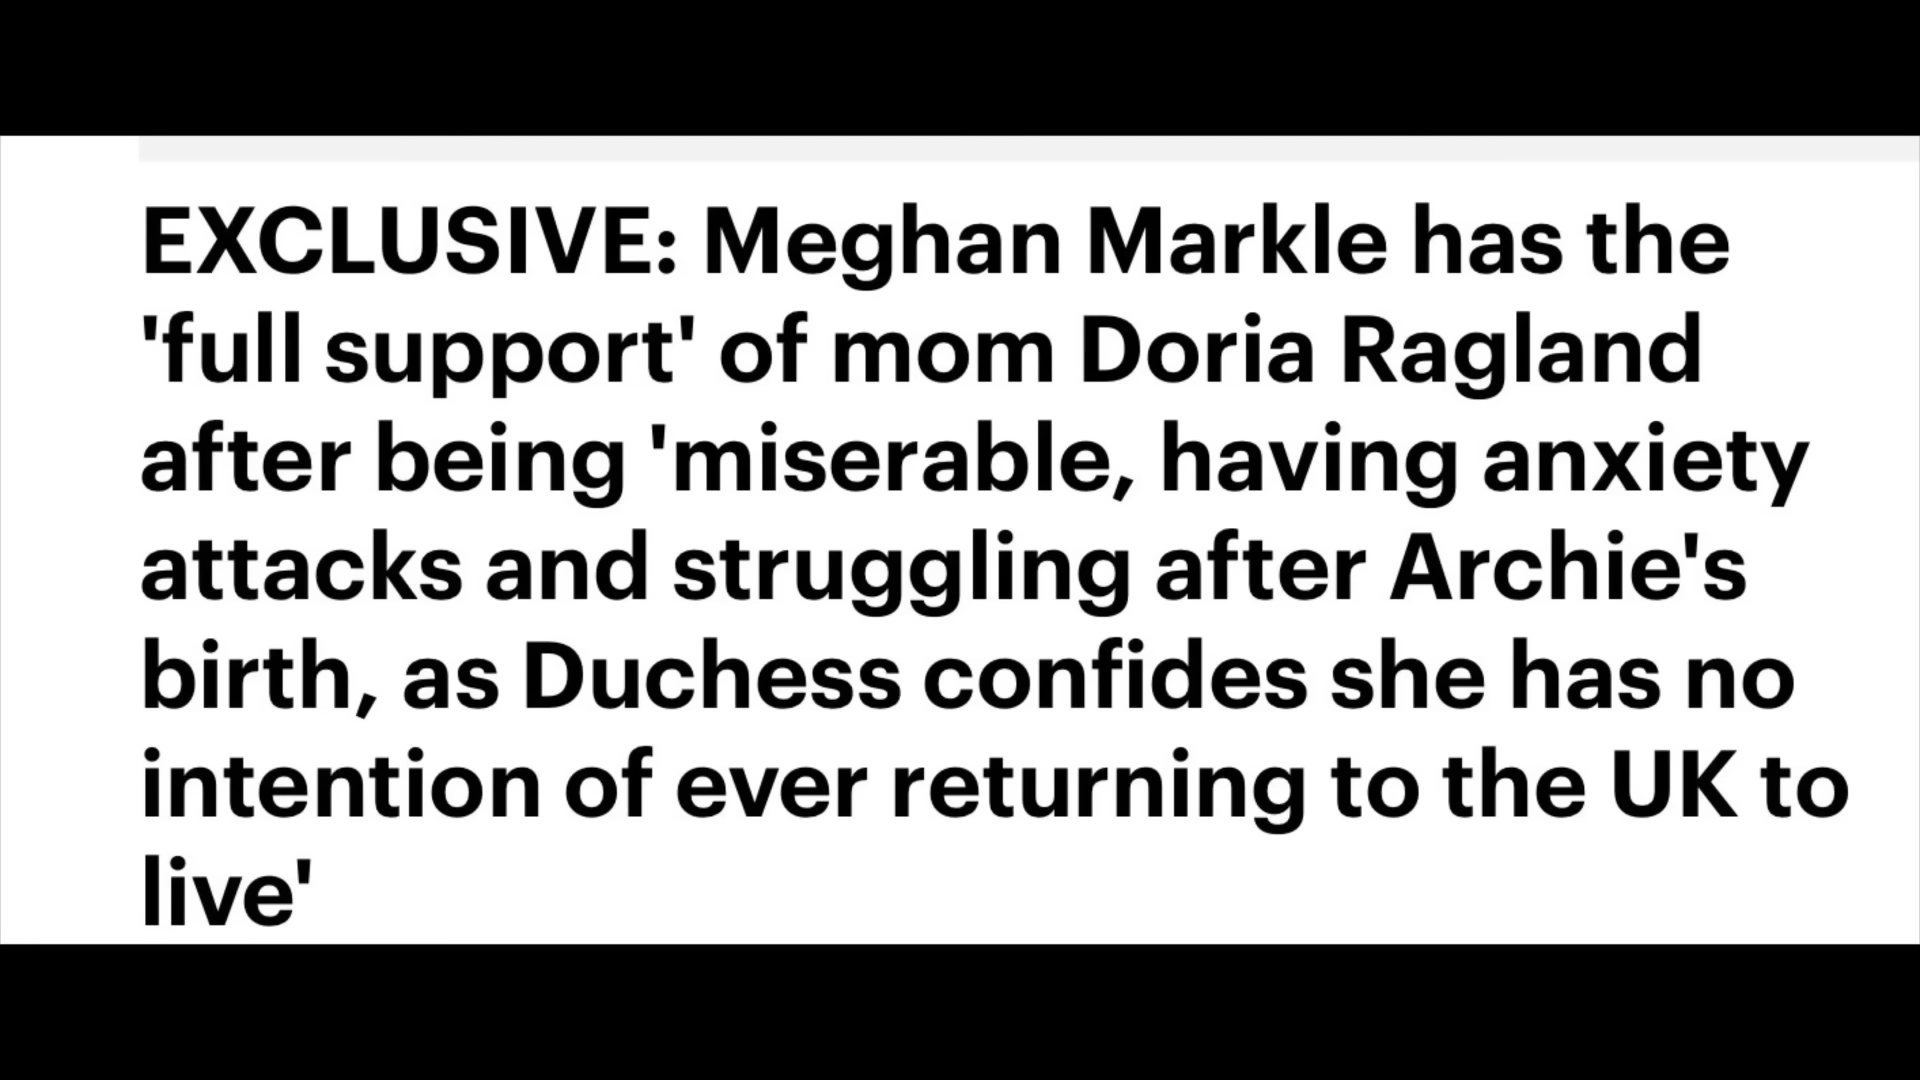 EXCLUSIVE: Meghan Markle has the
'full support' of mom Doria Ragland
after being 'miserable, having anxiety
attacks and struggling after Archie's
birth, as Duchess confides she has no
intention of ever returning to the UK to
live'